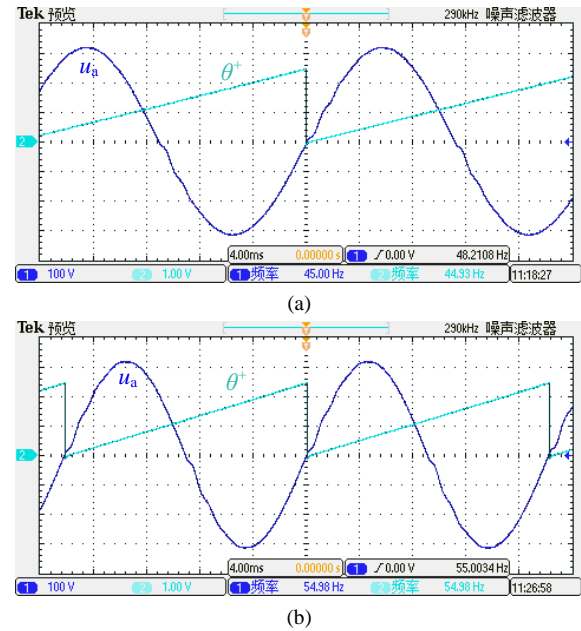 Tek 预览 290kHz 噪声滤波器
u_a θ⁺
2
4.00ms 0.00000 s 1 ∫ 0.00 V 48.2108 Hz
1 100 V 2 1.00 V 1 频率 45.00 Hz 2 频率 44.93 Hz 11:18:27
(a)
Tek 预览 290kHz 噪声滤波器
u_a θ⁺
2
4.00ms 0.00000 s 1 ∫ 0.00 V 55.0034 Hz
1 100 V 2 1.00 V 1 频率 54.98 Hz 2 频率 54.98 Hz 11:26:58
(b)